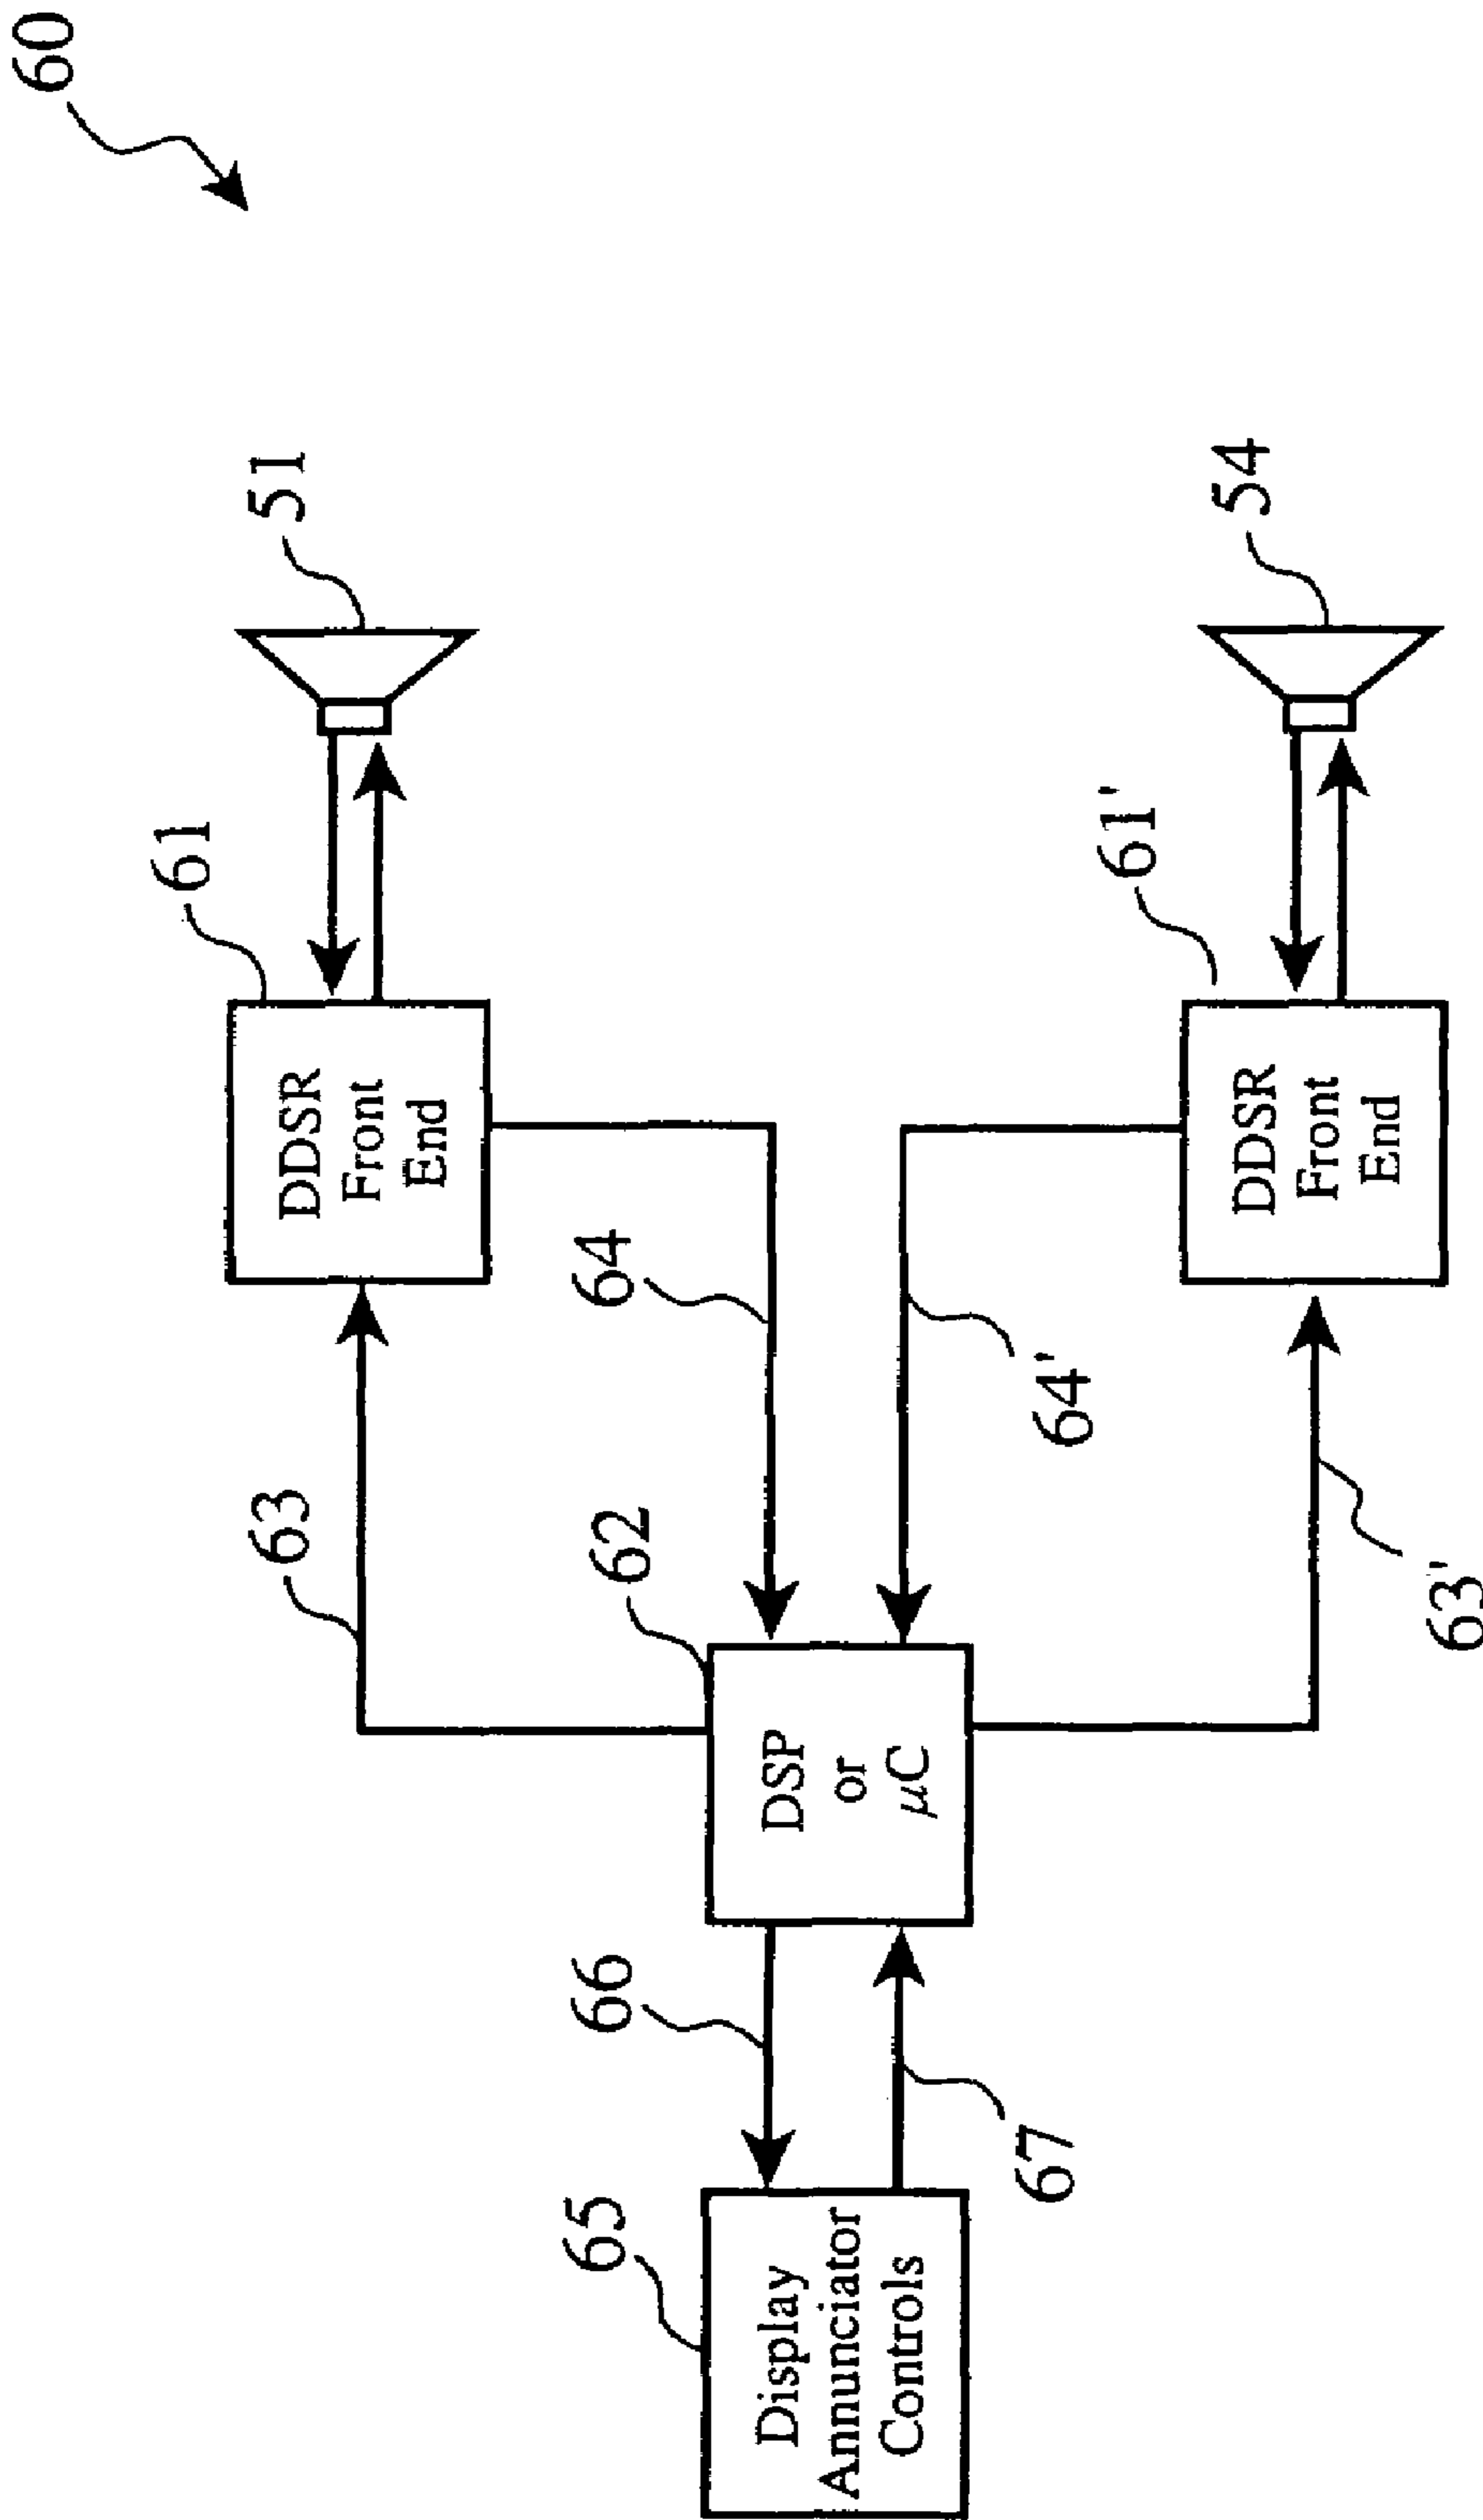 60
61
51
63
DDSR
Front
End
65
66
62
64
Display
Annunciator
Controls
DSP
or
μC
67
64'
61'
54
DDSR
Front
End
63'